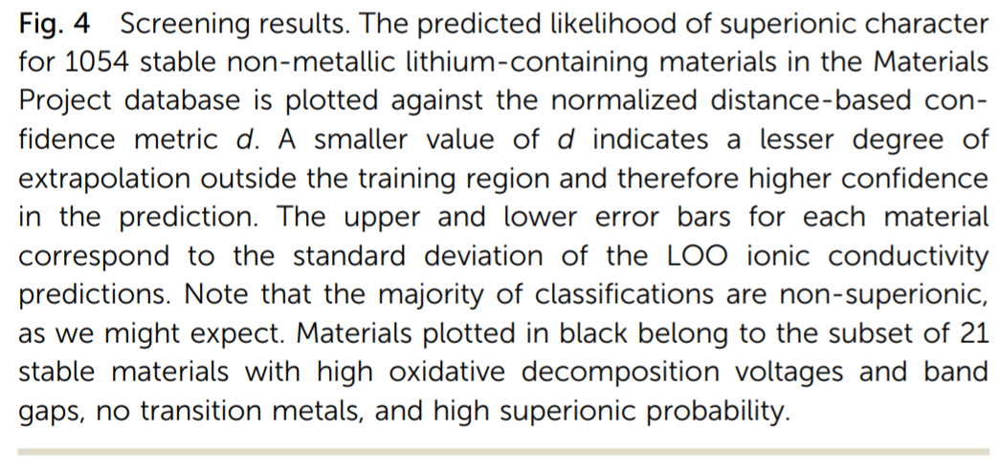 Fig. 4 Screening results. The predicted likelihood of superionic character
for 1054 stable non-metallic lithium-containing materials in the Materials
Project database is plotted against the normalized distance-based con-
fidence metric d. A smaller value of d indicates a lesser degree of
extrapolation outside the training region and therefore higher confidence
in the prediction. The upper and lower error bars for each material
correspond to the standard deviation of the LOO ionic conductivity
predictions. Note that the majority of classifications are non-superionic,
as we might expect. Materials plotted in black belong to the subset of 21
stable materials with high oxidative decomposition voltages and band
gaps, no transition metals, and high superionic probability.